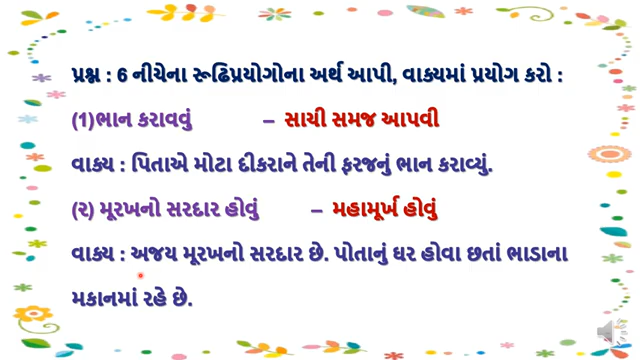 પ્રશ્ન : 6 નીચેના રૂઢિપ્રયોગોના અર્થ આપી, વાક્યમાં પ્રયોગ કરો :
(1)ભાન કરાવવું – સાચી સમજ આપવી
વાક્ય : પિતાએ મોટા દીકરાને તેની ફરજનું ભાન કરાવ્યું.
(૨) મૂરખનો સરદાર હોવું – મહામૂર્ખ હોવું
વાક્ય : અજય મૂરખનો સરદાર છે. પોતાનું ઘર હોવા છતાં ભાડાના
મકાનમાં રહે છે.